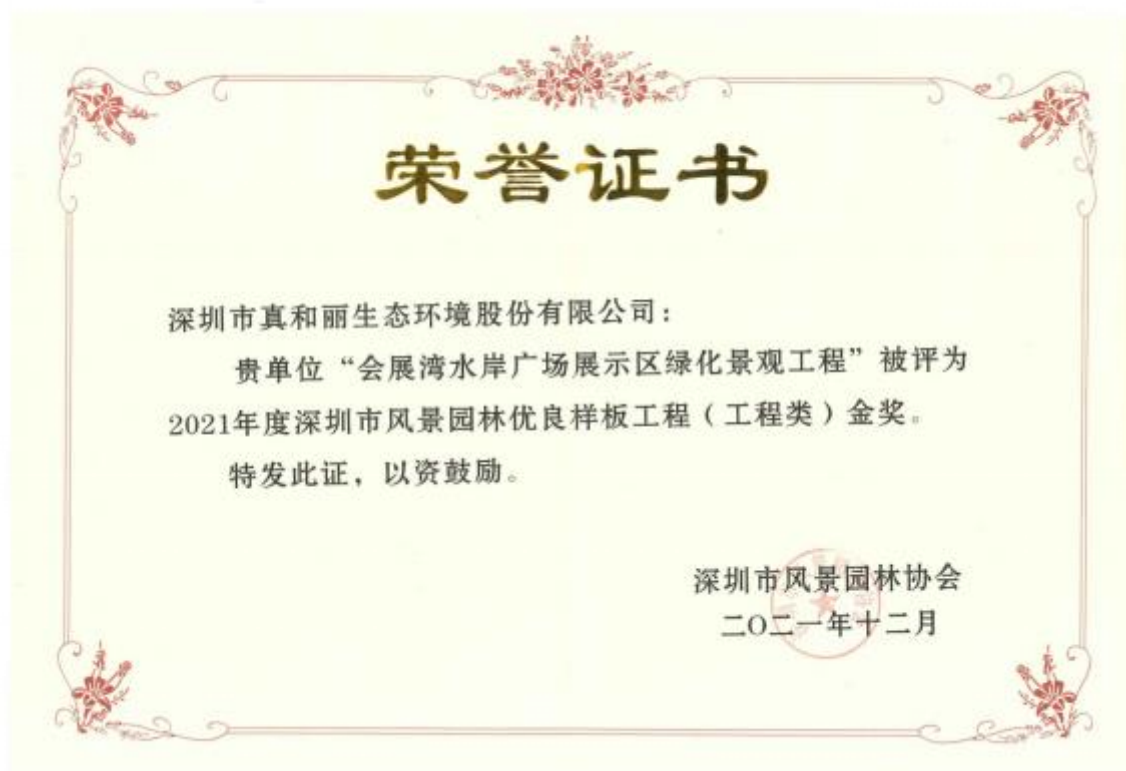 荣誉证书
深圳市真和丽生态环境股份有限公司：
贵单位“会展湾水岸广场展示区绿化景观工程”被评为
2021年度深圳市风景园林优良样板工程（工程类）金奖。
特发此证，以资鼓励。
深圳市风景园林协会
二〇二一年十二月